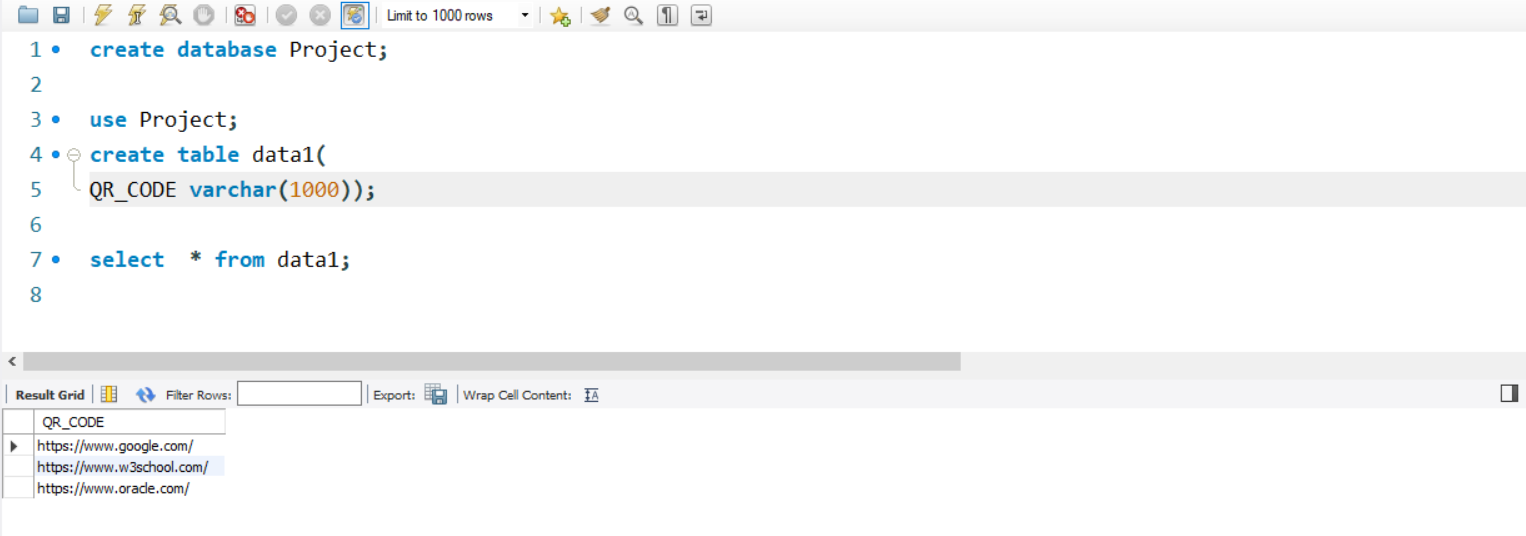 Limit to 1000 rows
1 create database Project;
2
3 use Project;
4 create table data1(
5 QR_CODE varchar(1000));
6
7 select  * from data1;
8
Result Grid Filter Rows: Export: Wrap Cell Content:
QR_CODE
https://www.google.com/
https://www.w3school.com/
https://www.oracle.com/